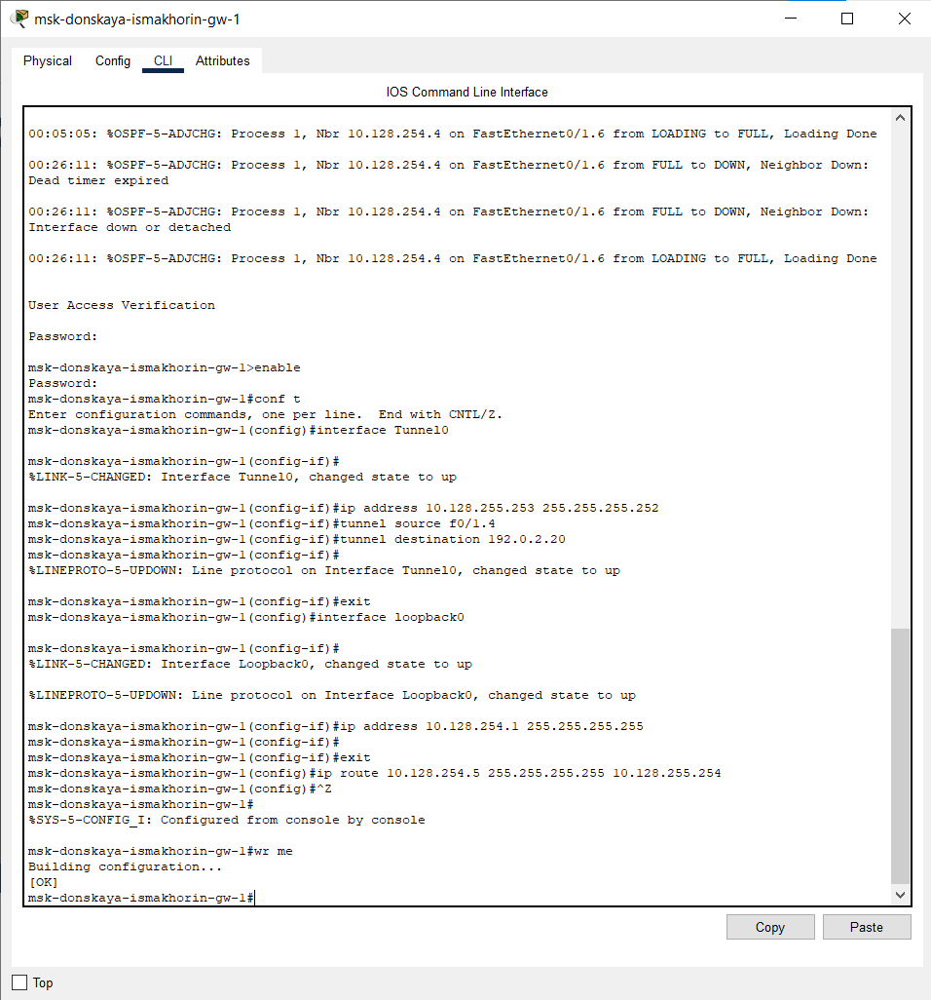 msk-donskaya-ismakhorin-gw-1
Physical Config CLI Attributes
IOS Command Line Interface
00:05:05: %OSPF-5-ADJCHG: Process 1, Nbr 10.128.254.4 on FastEthernet0/1.6 from LOADING to FULL, Loading Done
00:26:11: %OSPF-5-ADJCHG: Process 1, Nbr 10.128.254.4 on FastEthernet0/1.6 from FULL to DOWN, Neighbor Down:
Dead timer expired
00:26:11: %OSPF-5-ADJCHG: Process 1, Nbr 10.128.254.4 on FastEthernet0/1.6 from FULL to DOWN, Neighbor Down:
Interface down or detached
00:26:11: %OSPF-5-ADJCHG: Process 1, Nbr 10.128.254.4 on FastEthernet0/1.6 from LOADING to FULL, Loading Done
User Access Verification
Password:
msk-donskaya-ismakhorin-gw-1>enable
Password:
msk-donskaya-ismakhorin-gw-1#conf t
Enter configuration commands, one per line.  End with CNTL/Z.
msk-donskaya-ismakhorin-gw-1(config)#interface Tunnel0
msk-donskaya-ismakhorin-gw-1(config-if)#
%LINK-5-CHANGED: Interface Tunnel0, changed state to up
msk-donskaya-ismakhorin-gw-1(config-if)#ip address 10.128.255.253 255.255.255.252
msk-donskaya-ismakhorin-gw-1(config-if)#tunnel source f0/1.4
msk-donskaya-ismakhorin-gw-1(config-if)#tunnel destination 192.0.2.20
msk-donskaya-ismakhorin-gw-1(config-if)#
%LINEPROTO-5-UPDOWN: Line protocol on Interface Tunnel0, changed state to up
msk-donskaya-ismakhorin-gw-1(config-if)#exit
msk-donskaya-ismakhorin-gw-1(config)#interface loopback0
msk-donskaya-ismakhorin-gw-1(config-if)#
%LINK-5-CHANGED: Interface Loopback0, changed state to up
%LINEPROTO-5-UPDOWN: Line protocol on Interface Loopback0, changed state to up
msk-donskaya-ismakhorin-gw-1(config-if)#ip address 10.128.254.1 255.255.255.255
msk-donskaya-ismakhorin-gw-1(config-if)#
msk-donskaya-ismakhorin-gw-1(config-if)#exit
msk-donskaya-ismakhorin-gw-1(config)#ip route 10.128.254.5 255.255.255.255 10.128.255.254
msk-donskaya-ismakhorin-gw-1(config)#^Z
msk-donskaya-ismakhorin-gw-1#
%SYS-5-CONFIG_I: Configured from console by console
msk-donskaya-ismakhorin-gw-1#wr me
Building configuration...
[OK]
msk-donskaya-ismakhorin-gw-1#
Copy Paste
Top